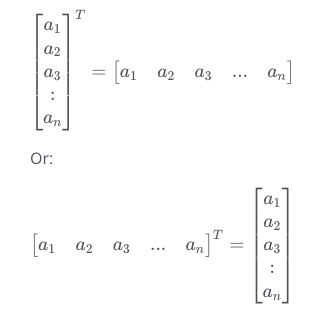 [a₁ a₂ a₃ : aₙ]ᵀ = [a₁ a₂ a₃ ... aₙ]
Or:
[a₁ a₂ a₃ ... aₙ]ᵀ = [a₁ a₂ a₃ : aₙ]